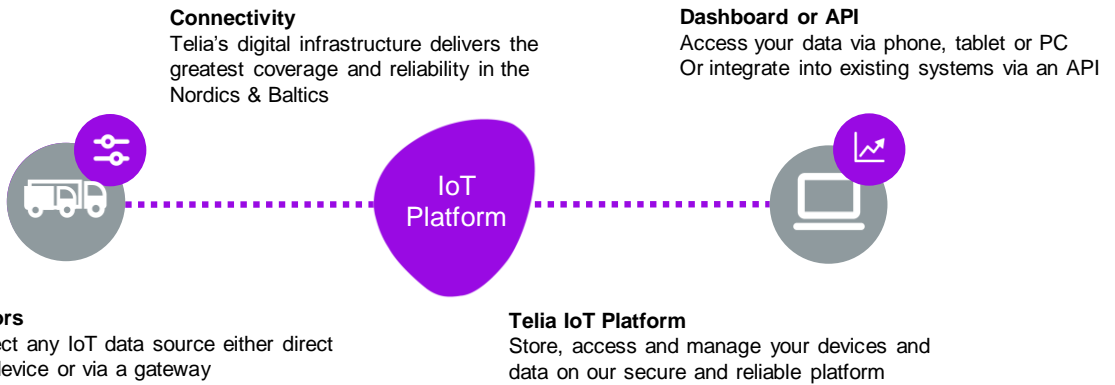 Connectivity
Telia's digital infrastructure delivers the
greatest coverage and reliability in the
Nordics & Baltics
Dashboard or API
Access your data via phone, tablet or PC
Or integrate into existing systems via an API
IoT
Platform
ors
ect any IoT data source either direct
device or via a gateway
Telia IoT Platform
Store, access and manage your devices and
data on our secure and reliable platform